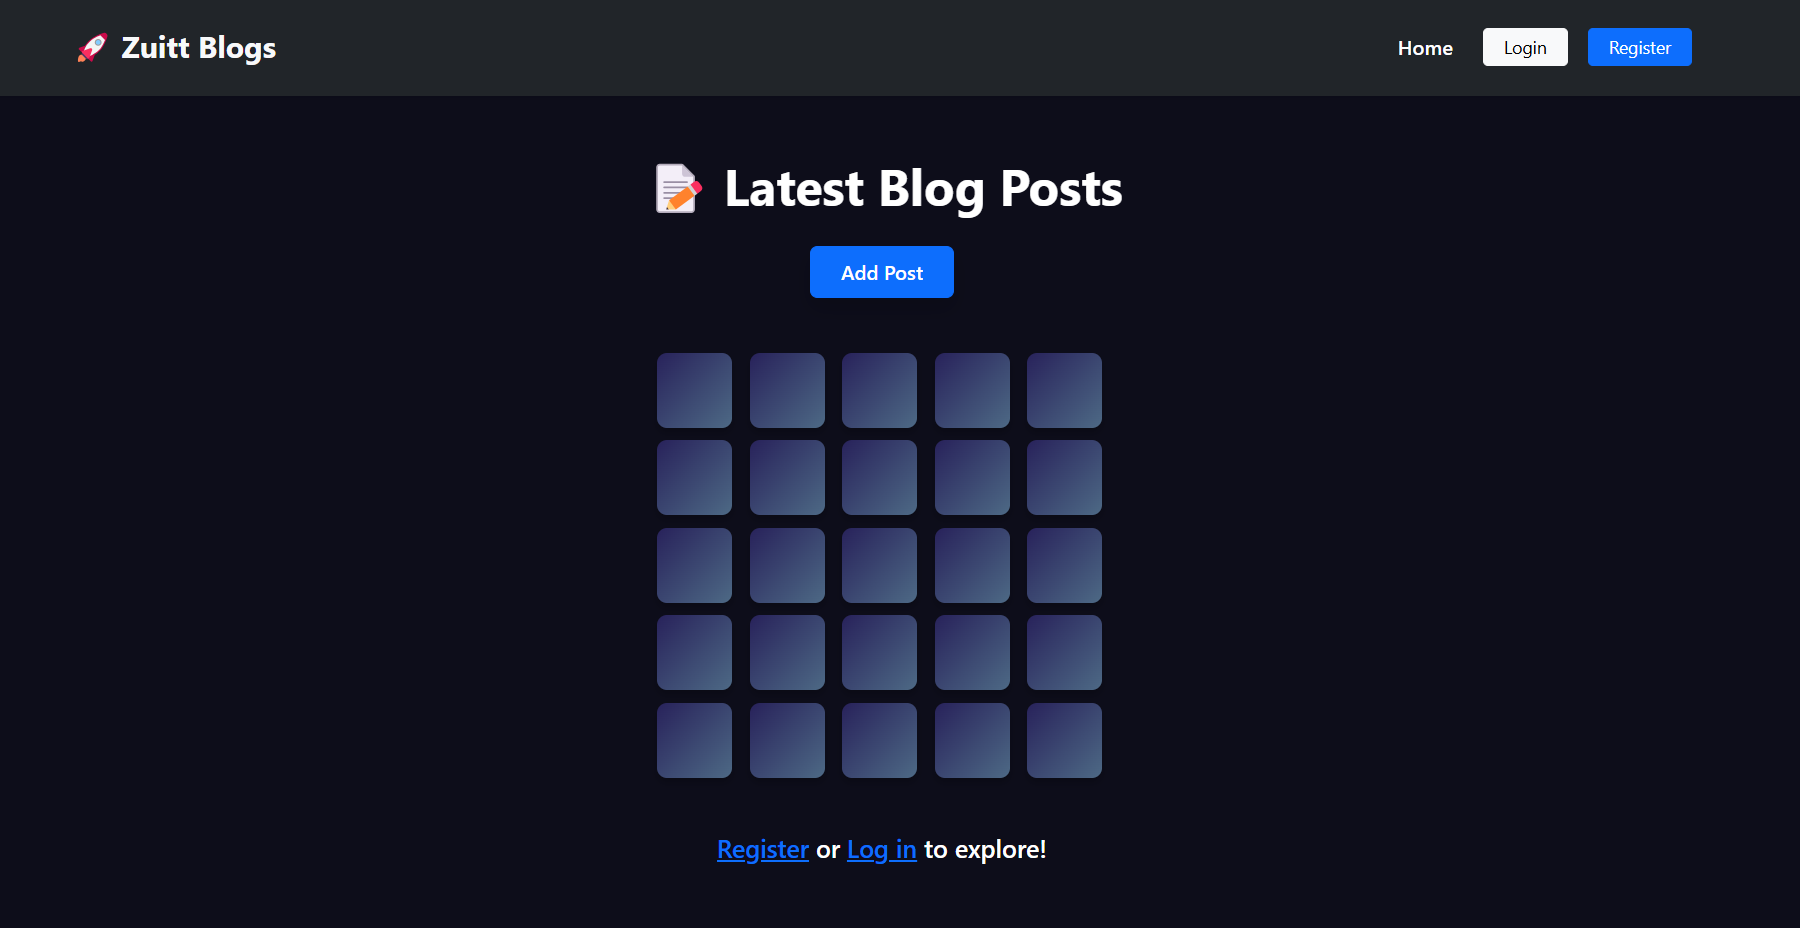 🚀 Zuitt Blogs
Home
Login
Register
📝 Latest Blog Posts
Add Post
Register or Log in to explore!